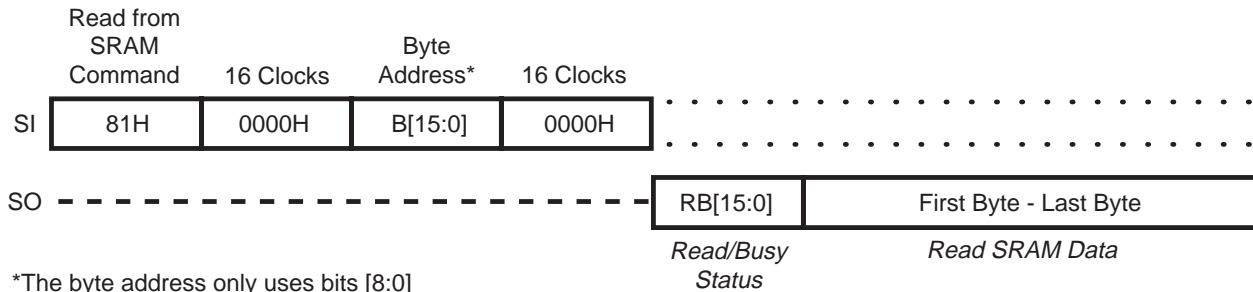 Read from
SRAM
Command
16 Clocks
Byte
Address*
16 Clocks
SI
81H
0000H
B[15:0]
0000H
SO
RB[15:0]
First Byte - Last Byte
Read/Busy
Status
Read SRAM Data
*The byte address only uses bits [8:0]